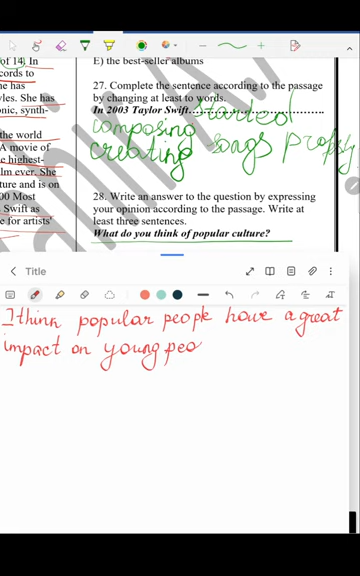 of 14. In
cords to
he has
yles. She has
onic, synth-
the world
A movie of
e highest-
lm ever. She
ture and is on
00 Most
Swift as
e for artists'
E) the best-seller albums
27. Complete the sentence according to the passage
by changing at least to words.
In 2003 Taylor Swift started
composing
creating songs
28. Write an answer to the question by expressing
your opinion according to the passage. Write at
least three sentences.
What do you think of popular culture?
Title
I think popular people have a great
impact on young peo